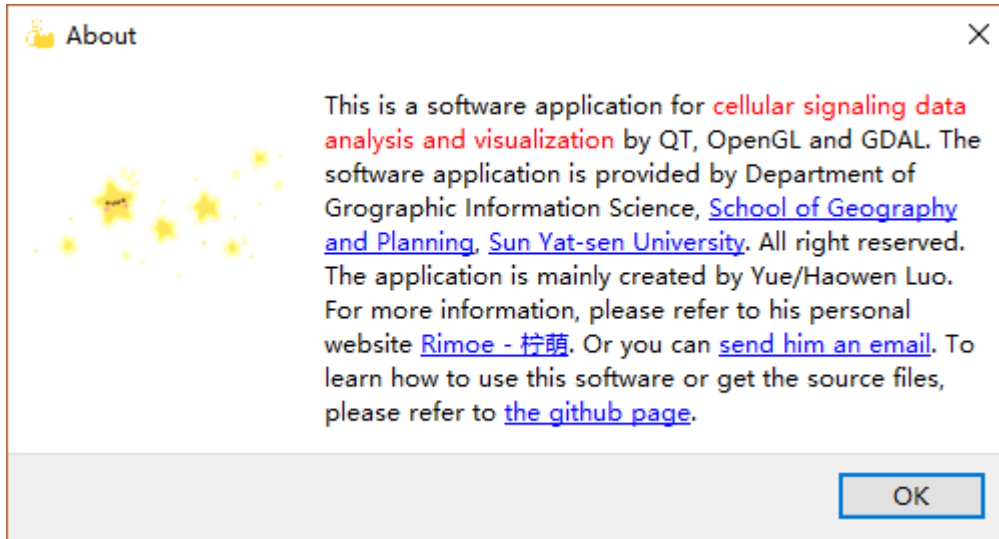 About
This is a software application for cellular signaling data
analysis and visualization by QT, OpenGL and GDAL. The
software application is provided by Department of
Grographic Information Science, School of Geography
and Planning, Sun Yat-sen University. All right reserved.
The application is mainly created by Yue/Haowen Luo.
For more information, please refer to his personal
website Rimoe - 柠萌. Or you can send him an email. To
learn how to use this software or get the source files,
please refer to the github page.
OK